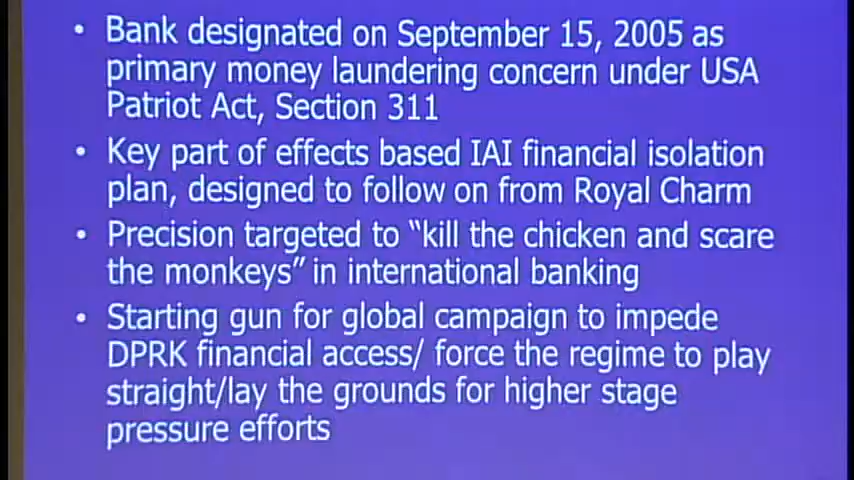 • Bank designated on September 15, 2005 as
primary money laundering concern under USA
Patriot Act, Section 311
• Key part of effects based IAI financial isolation
plan, designed to follow on from Royal Charm
• Precision targeted to “kill the chicken and scare
the monkeys” in international banking
• Starting gun for global campaign to impede
DPRK financial access/ force the regime to play
straight/lay the grounds for higher stage
pressure efforts